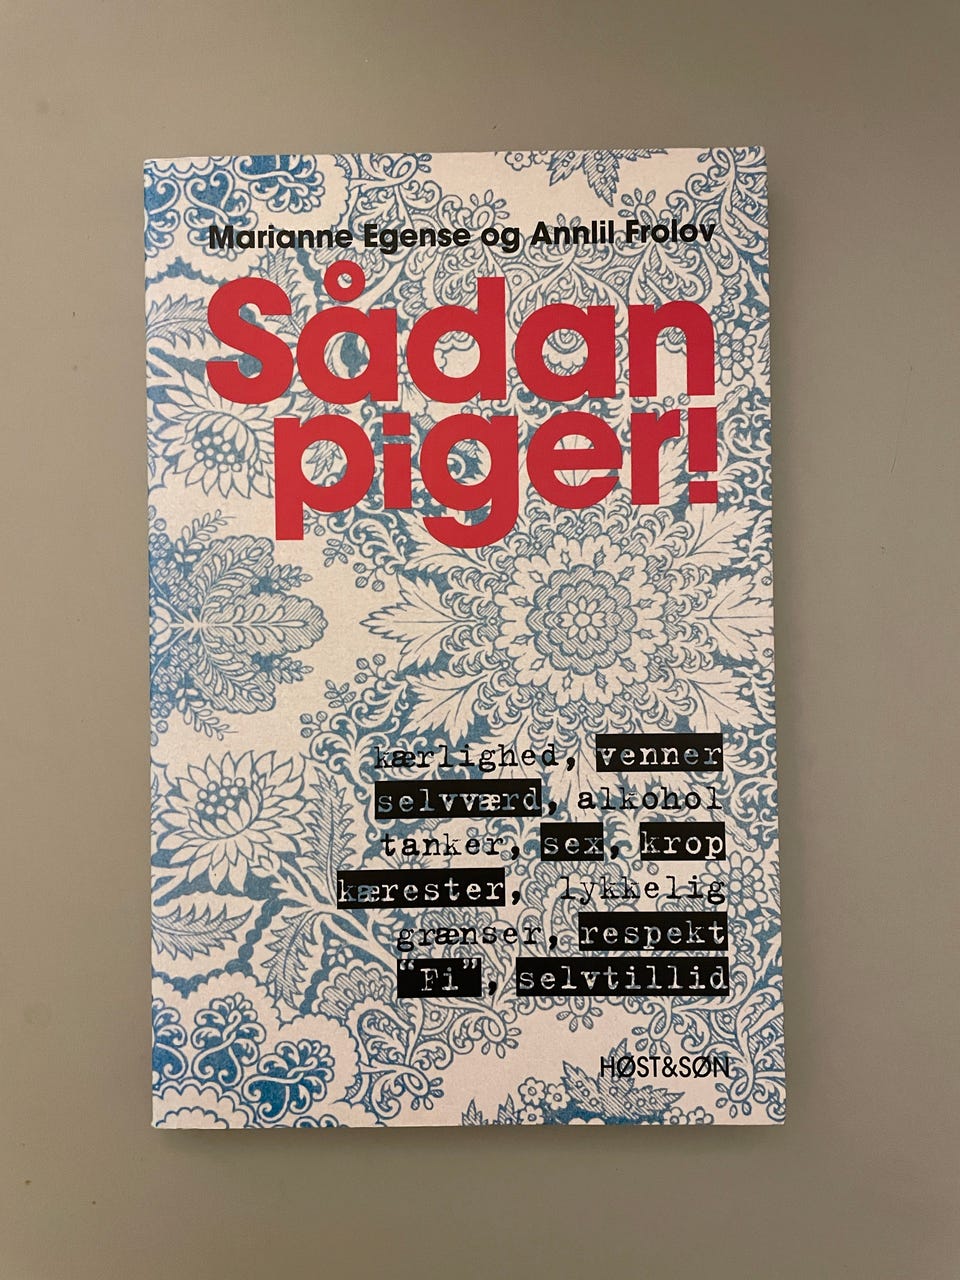 Marianne Egense og Annlil Frolov
Sådan
piger!
kærlighed, venner
selvværd, alkohol
tanker, sex, krop
kærester, lykkelig
grænser, respekt
“Fi”, selvtillid
HØST&SØN